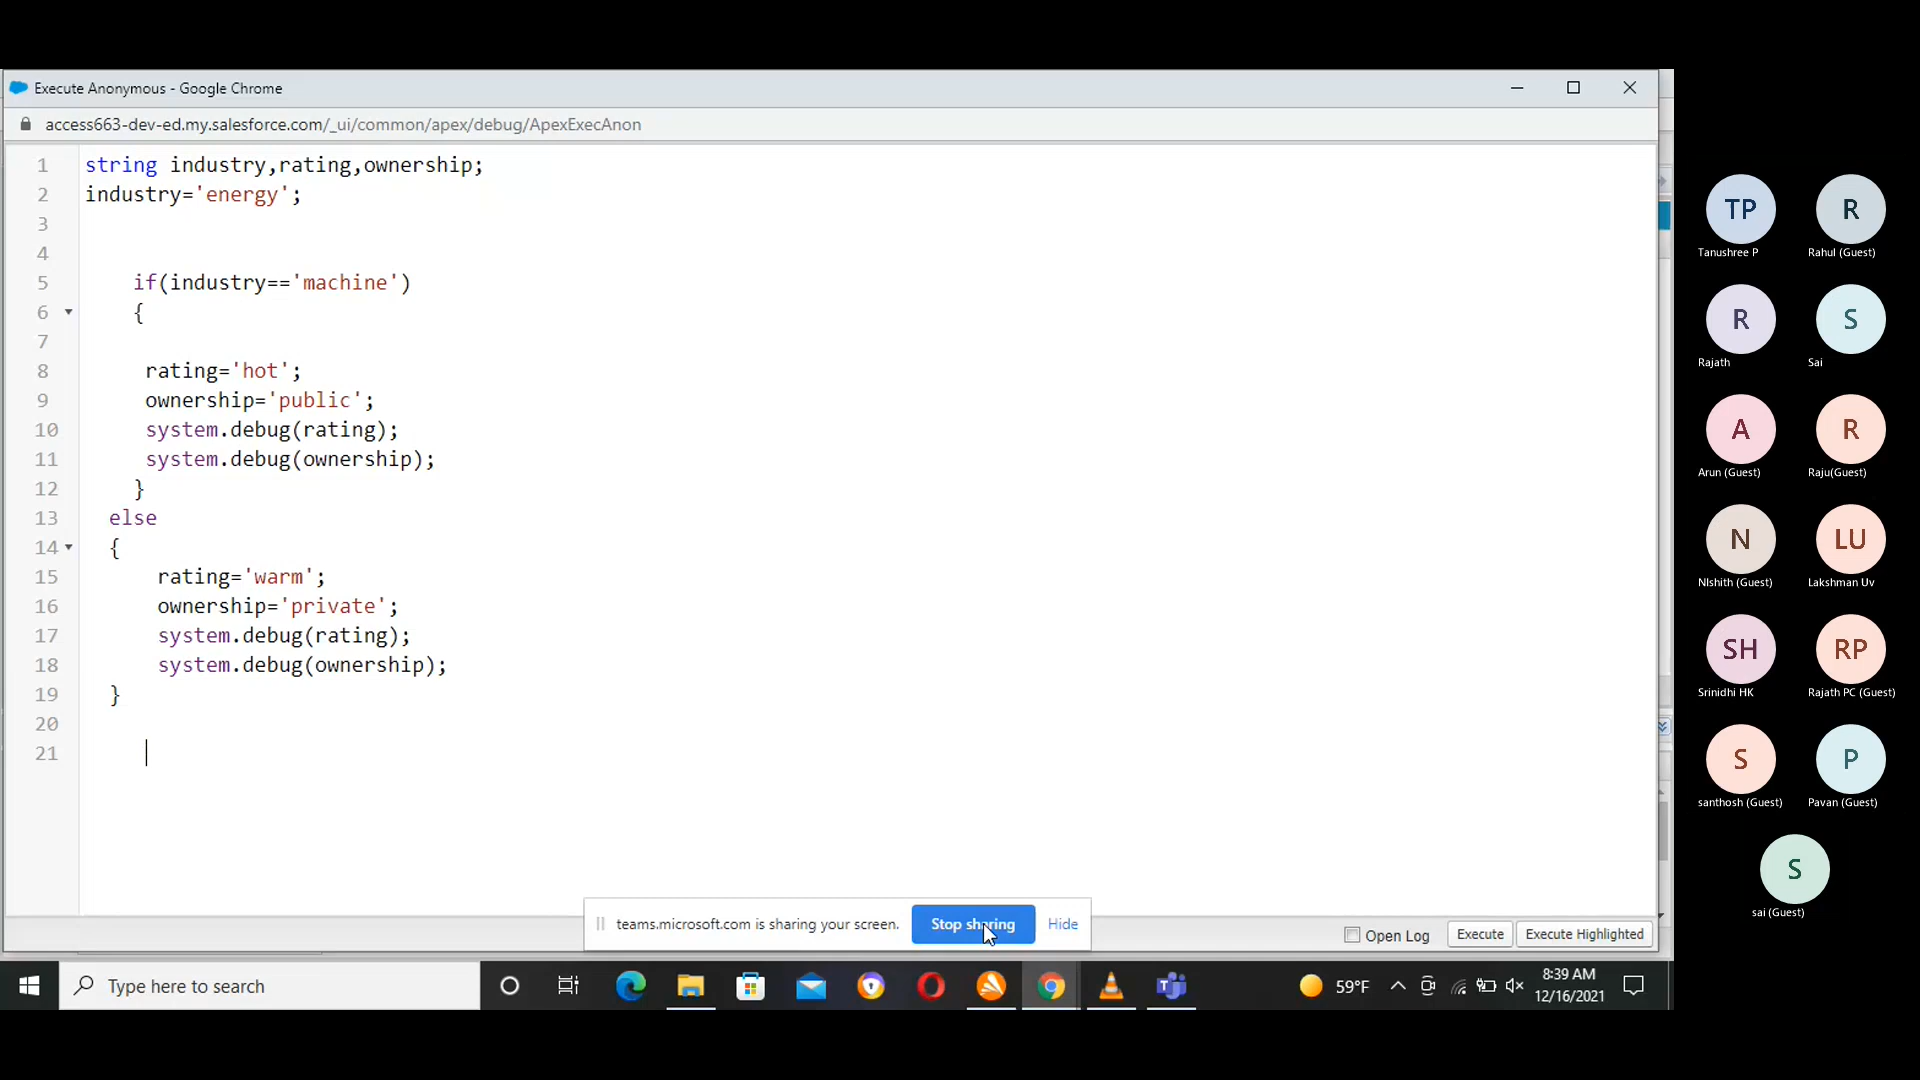 Execute Anonymous - Google Chrome
access663-dev-ed.my.salesforce.com/_ui/common/apex/debug/ApexExecAnon
1 string industry,rating,ownership;
2 industry='energy';
3
4
5 if(industry=='machine')
6 {
7
8 rating='hot';
9 ownership='public';
10 system.debug(rating);
11 system.debug(ownership);
12 }
13 else
14 {
15 rating='warm';
16 ownership='private';
17 system.debug(rating);
18 system.debug(ownership);
19 }
20
21
teams.microsoft.com is sharing your screen. Stop sharing Hide
Open Log Execute Execute Highlighted
Type here to search
59°F
8:39 AM
12/16/2021
TP R
Tanushree P Rahul (Guest)
R S
Rajath Sai
A R
Arun (Guest) Raju(Guest)
N LU
NIshith (Guest) Lakshman Uv
SH RP
Srinidhi HK Rajath PC (Guest)
S P
santhosh (Guest) Pavan (Guest)
S
sai (Guest)